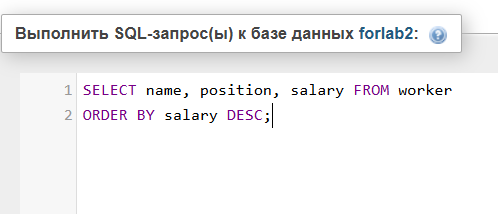 Выполнить SQL-запрос(ы) к базе данных forlab2:
1 SELECT name, position, salary FROM worker
2 ORDER BY salary DESC;